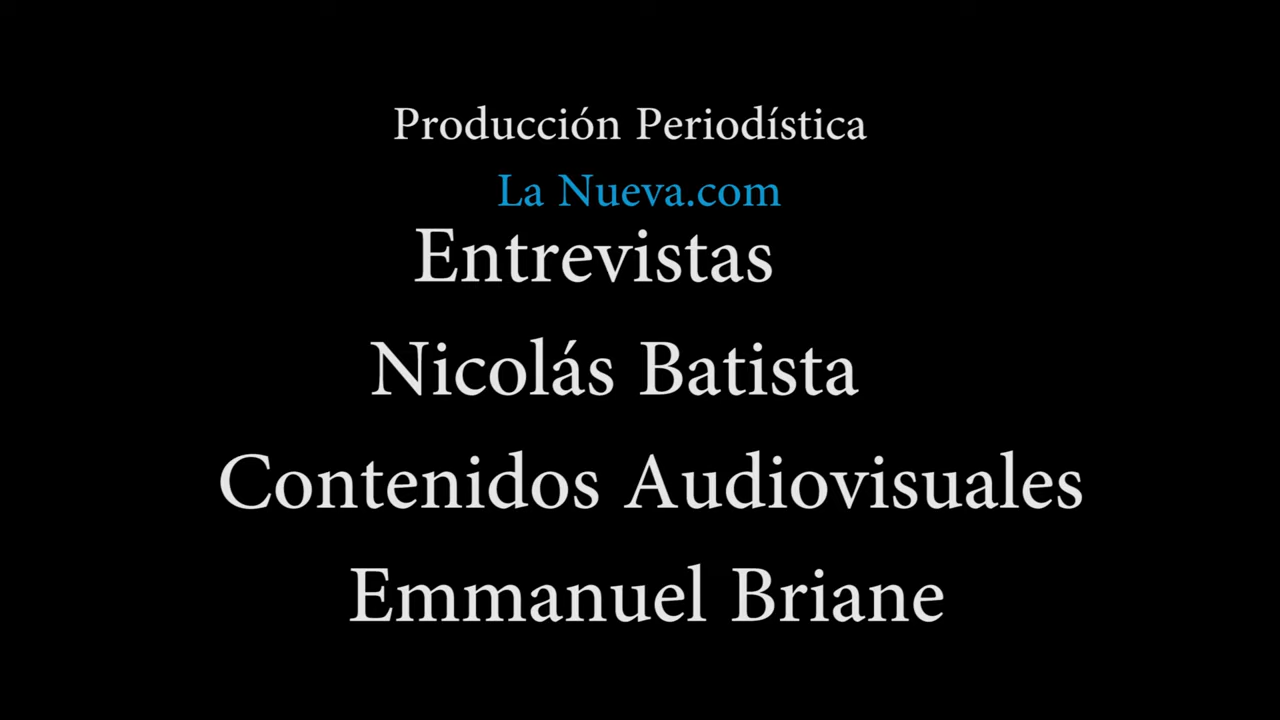 Producción Periodística
La Nueva.com
Entrevistas
Nicolás Batista
Contenidos Audiovisuales
Emmanuel Briane